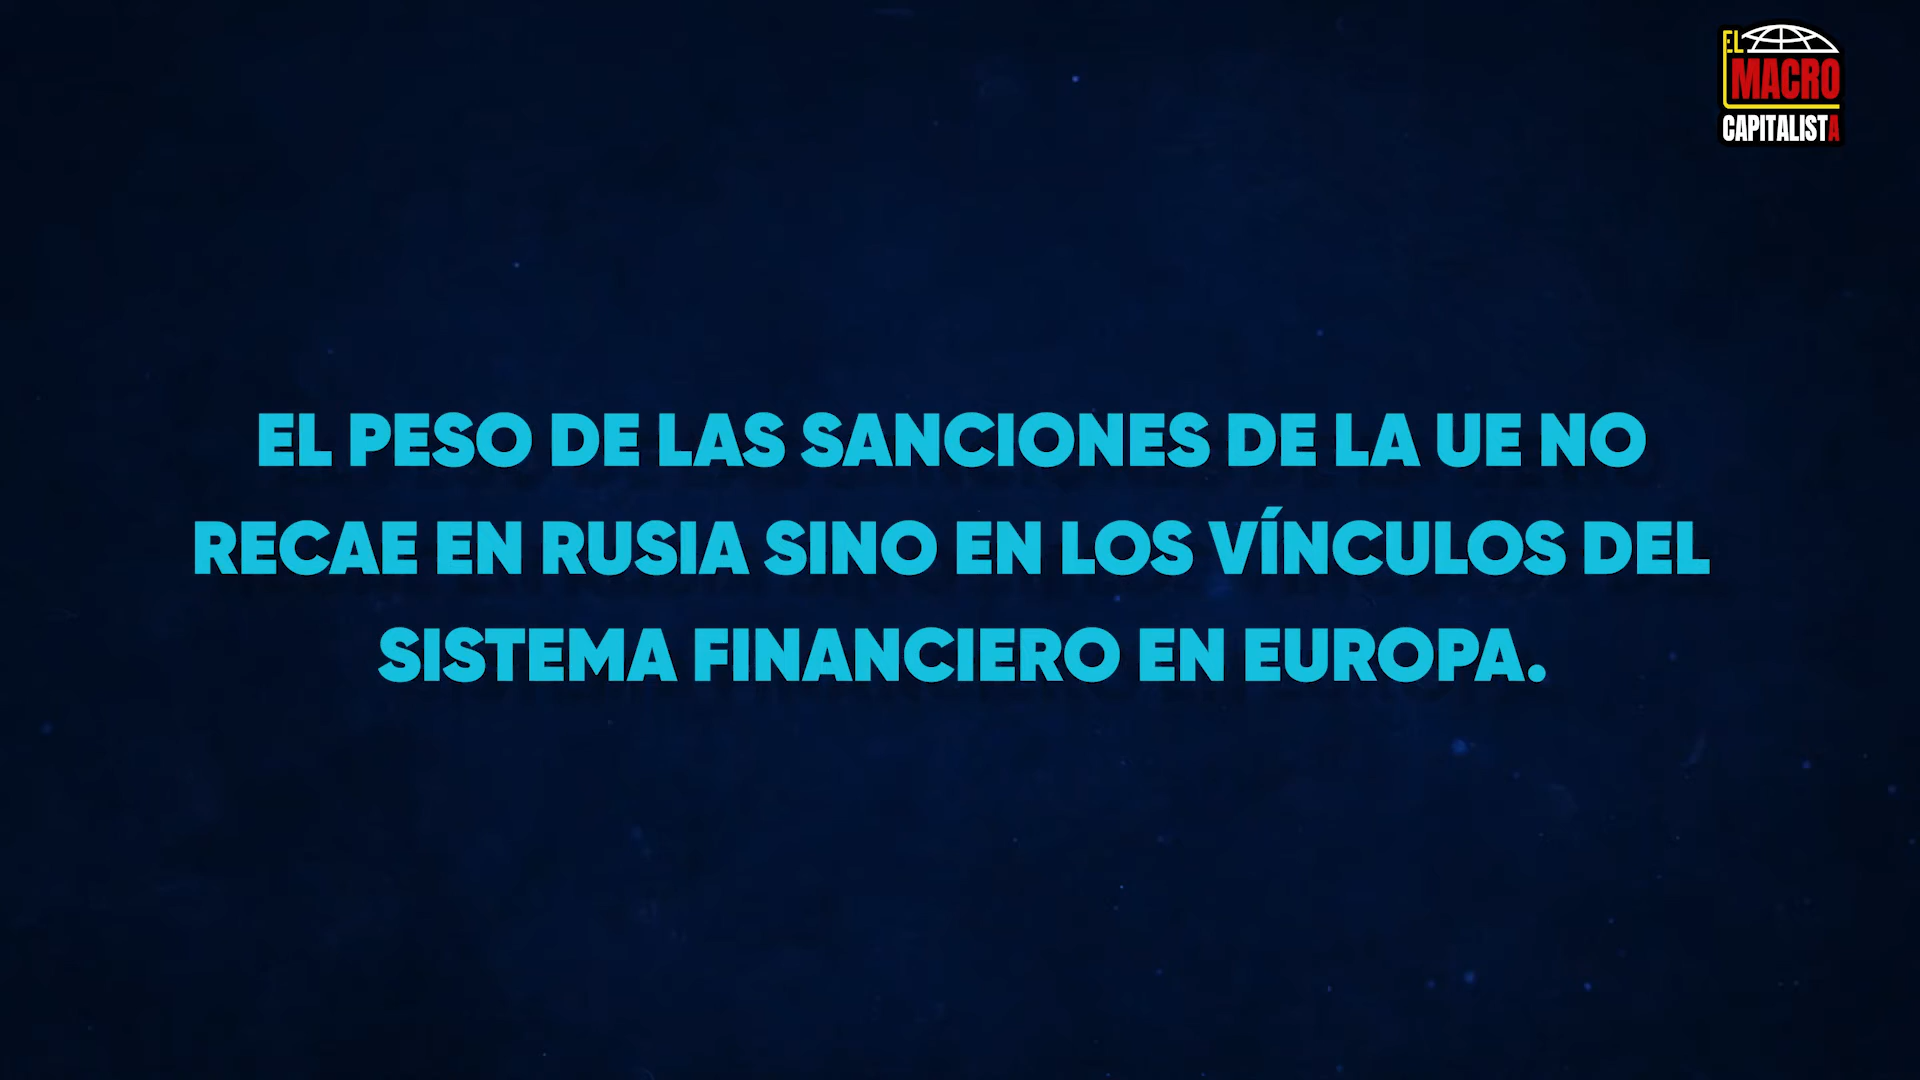 EL
MACRO
CAPITALISTA
EL PESO DE LAS SANCIONES DE LA UE NO
RECAE EN RUSIA SINO EN LOS VÍNCULOS DEL
SISTEMA FINANCIERO EN EUROPA.